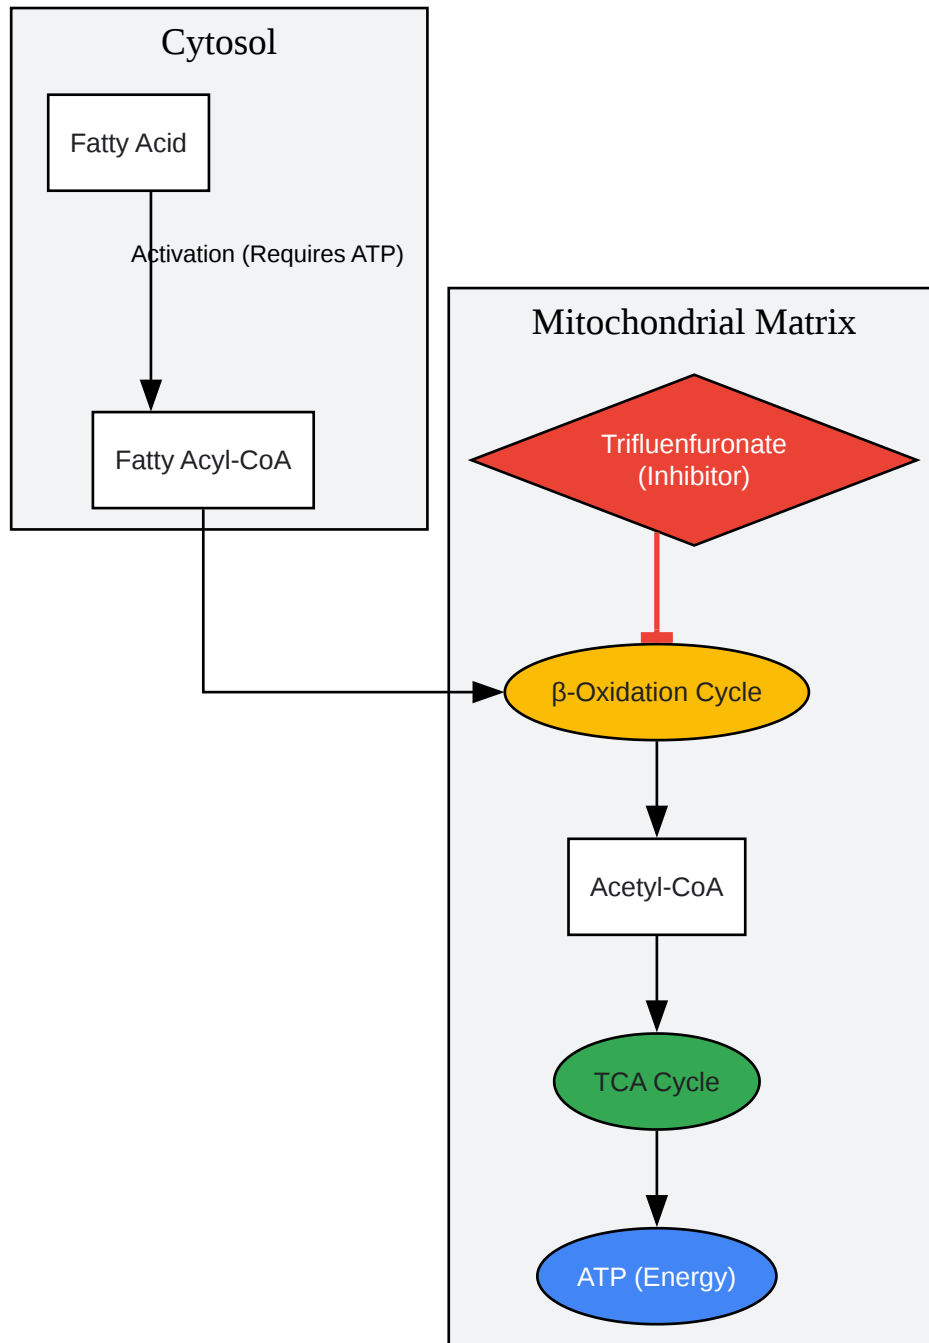 Cytosol
Fatty Acid
Activation (Requires ATP)
Fatty Acyl-CoA
Mitochondrial Matrix
Trifluenfuronate
(Inhibitor)
β-Oxidation Cycle
Acetyl-CoA
TCA Cycle
ATP (Energy)